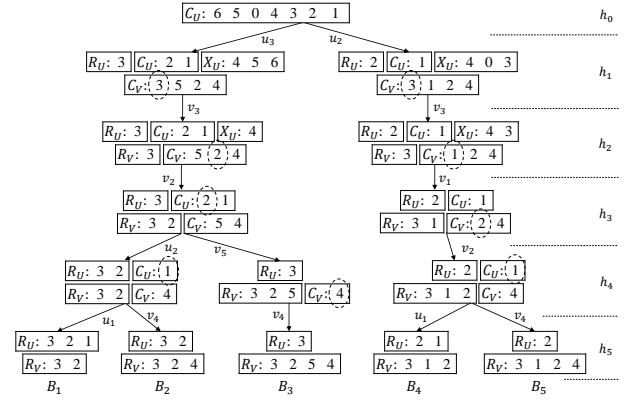 C_U: 6 5 0 4 3 2 1 h_0
u_3 u_2
R_U: 3 C_U: 2 1 X_U: 4 5 6 R_U: 2 C_U: 1 X_U: 4 0 3 h_1
C_V: 3 5 2 4 C_V: 3 1 2 4
v_3 v_3
R_U: 3 C_U: 2 1 X_U: 4 R_U: 2 C_U: 1 X_U: 4 3 h_2
R_V: 3 C_V: 5 2 4 R_V: 3 C_V: 1 2 4
v_2 v_1
R_U: 3 C_U: 2 1 R_U: 2 C_U: 1 h_3
R_V: 3 2 C_V: 5 4 R_V: 3 1 C_V: 2 4
u_2 v_5 v_2
R_U: 3 2 C_U: 1 R_U: 3 R_U: 2 C_U: 1 h_4
R_V: 3 2 C_V: 4 R_V: 3 2 5 C_V: 4 R_V: 3 1 2 C_V: 4
u_1 v_4 v_4 u_1 v_4
R_U: 3 2 1 R_U: 3 2 R_U: 3 R_U: 2 1 R_U: 2 h_5
R_V: 3 2 R_V: 3 2 4 R_V: 3 2 5 4 R_V: 3 1 2 R_V: 3 1 2 4
B_1 B_2 B_3 B_4 B_5